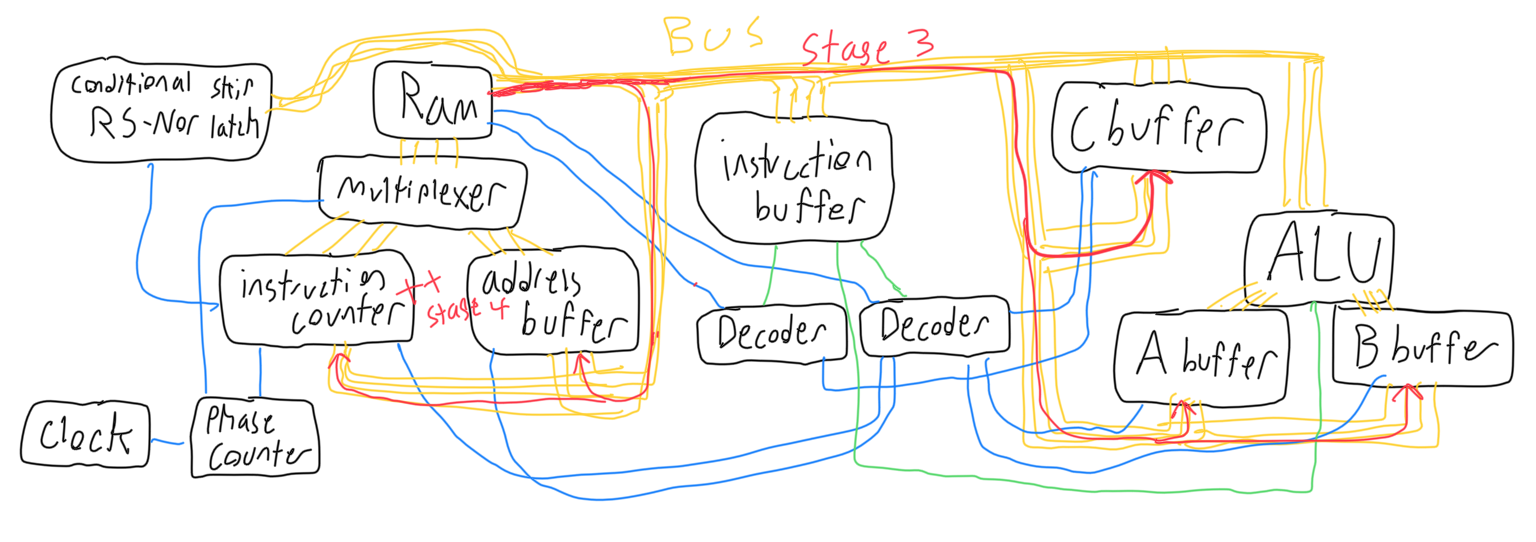 BUS
Stage 3
conditional skip
RS-Nor latch
Ram
Multiplexer
instruction
counter
++
stage 4
address
buffer
instruction
buffer
Decoder
Decoder
C buffer
ALU
A buffer
B buffer
Clock
Phase
Counter